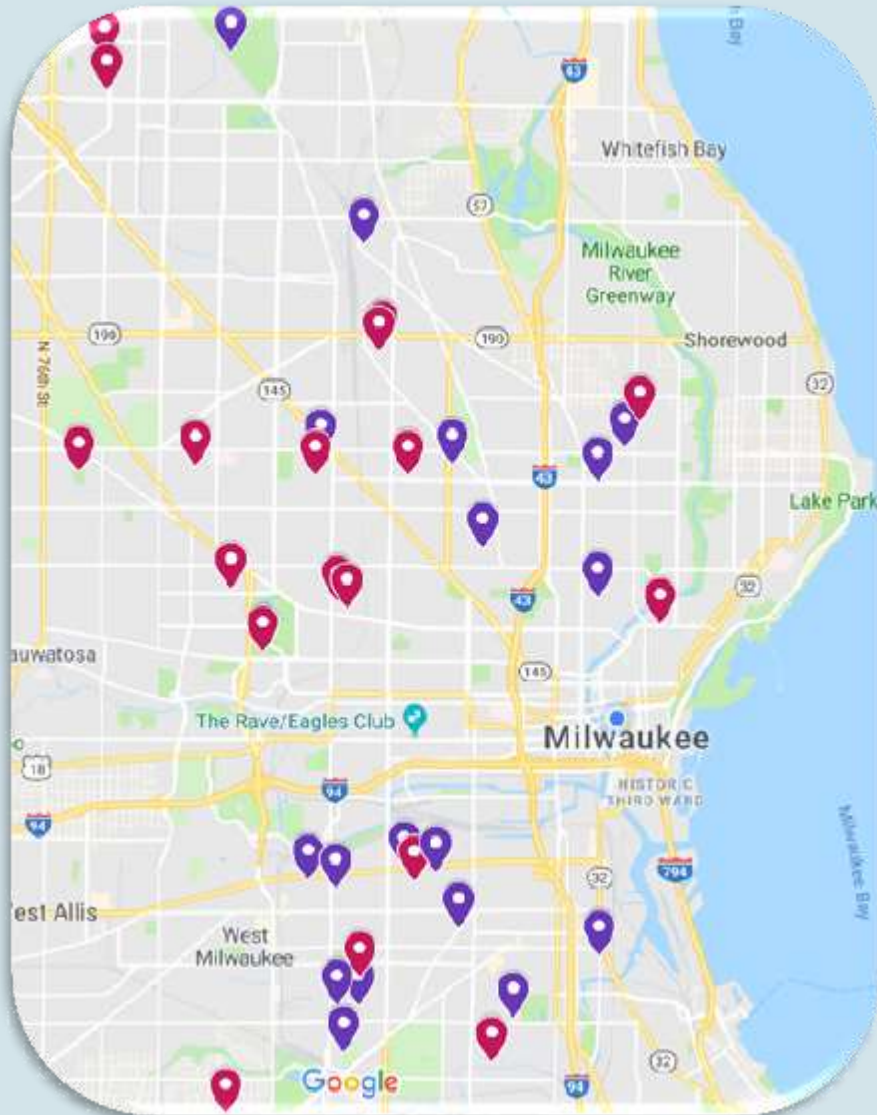 43
Whitefish Bay
57
Milwaukee
River
Greenway
190
190
Shorewood
N 76th St
145
32
43
Lake Park
43
32
auwatosa
145
The Rave/Eagles Club
Milwaukee
18
94
HISTORIC
THIRD WARD
94
Milwaukee Bay
794
32
est Allis
West
Milwaukee
32
Google
94